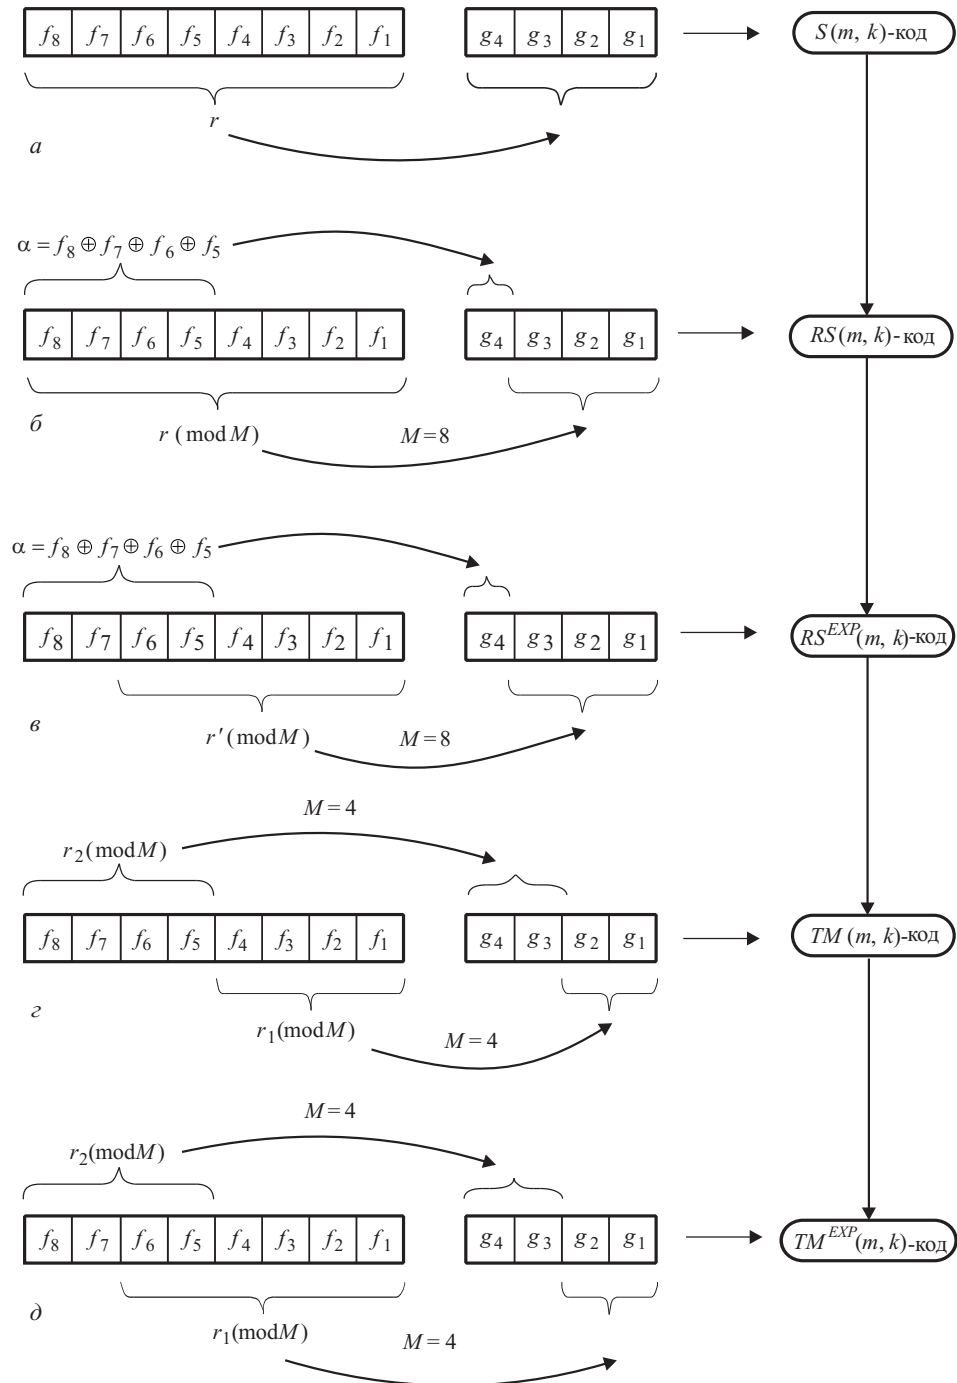 f₈ f₇ f₆ f₅ f₄ f₃ f₂ f₁ g₄ g₃ g₂ g₁ S(m, k)-код
r
а
α = f₈ ⊕ f₇ ⊕ f₆ ⊕ f₅
f₈ f₇ f₆ f₅ f₄ f₃ f₂ f₁ g₄ g₃ g₂ g₁ RS(m, k)-код
б
r (mod M) M = 8
α = f₈ ⊕ f₇ ⊕ f₆ ⊕ f₅
f₈ f₇ f₆ f₅ f₄ f₃ f₂ f₁ g₄ g₃ g₂ g₁ RS^EXP(m, k)-код
в
r′(mod M) M = 8
M = 4
r₂(mod M)
f₈ f₇ f₆ f₅ f₄ f₃ f₂ f₁ g₄ g₃ g₂ g₁ TM (m, k)-код
г
r₁(mod M) M = 4
M = 4
r₂(mod M)
f₈ f₇ f₆ f₅ f₄ f₃ f₂ f₁ g₄ g₃ g₂ g₁ TM^EXP(m, k)-код
д
r₁(mod M) M = 4